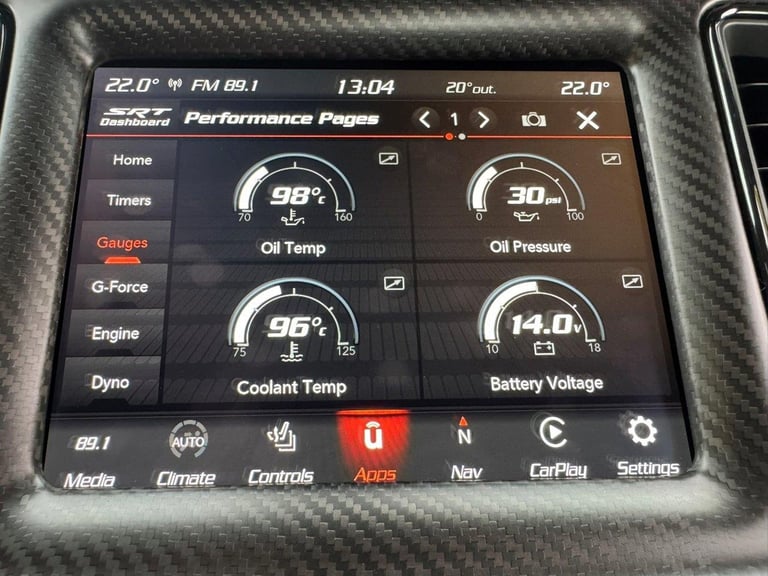 22.0° FM 89.1 13:04 20°out. 22.0°
SRT
Dashboard
Performance Pages
1
Home
Timers
Gauges
G-Force
Engine
Dyno
98°c
70 160
Oil Temp
30psi
0 100
Oil Pressure
96°c
75 125
Coolant Temp
14.0v
10 18
Battery Voltage
89.1 AUTO û N
Media Climate Controls Apps Nav CarPlay Settings